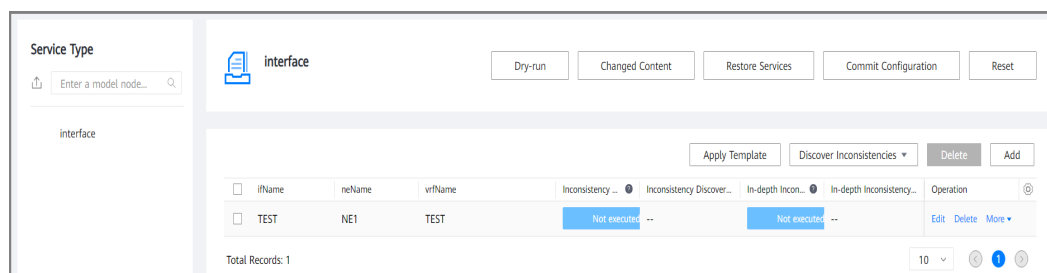 Service Type
Enter a model node...
interface
interface
Dry-run Changed Content Restore Services Commit Configuration Reset
Apply Template Discover Inconsistencies Delete Add
ifName neName vrfName Inconsistency ... Inconsistency Discover... In-depth Incon... In-depth Inconsistency... Operation
TEST NE1 TEST Not executed -- Not executed -- Edit Delete More
Total Records: 1 10 1